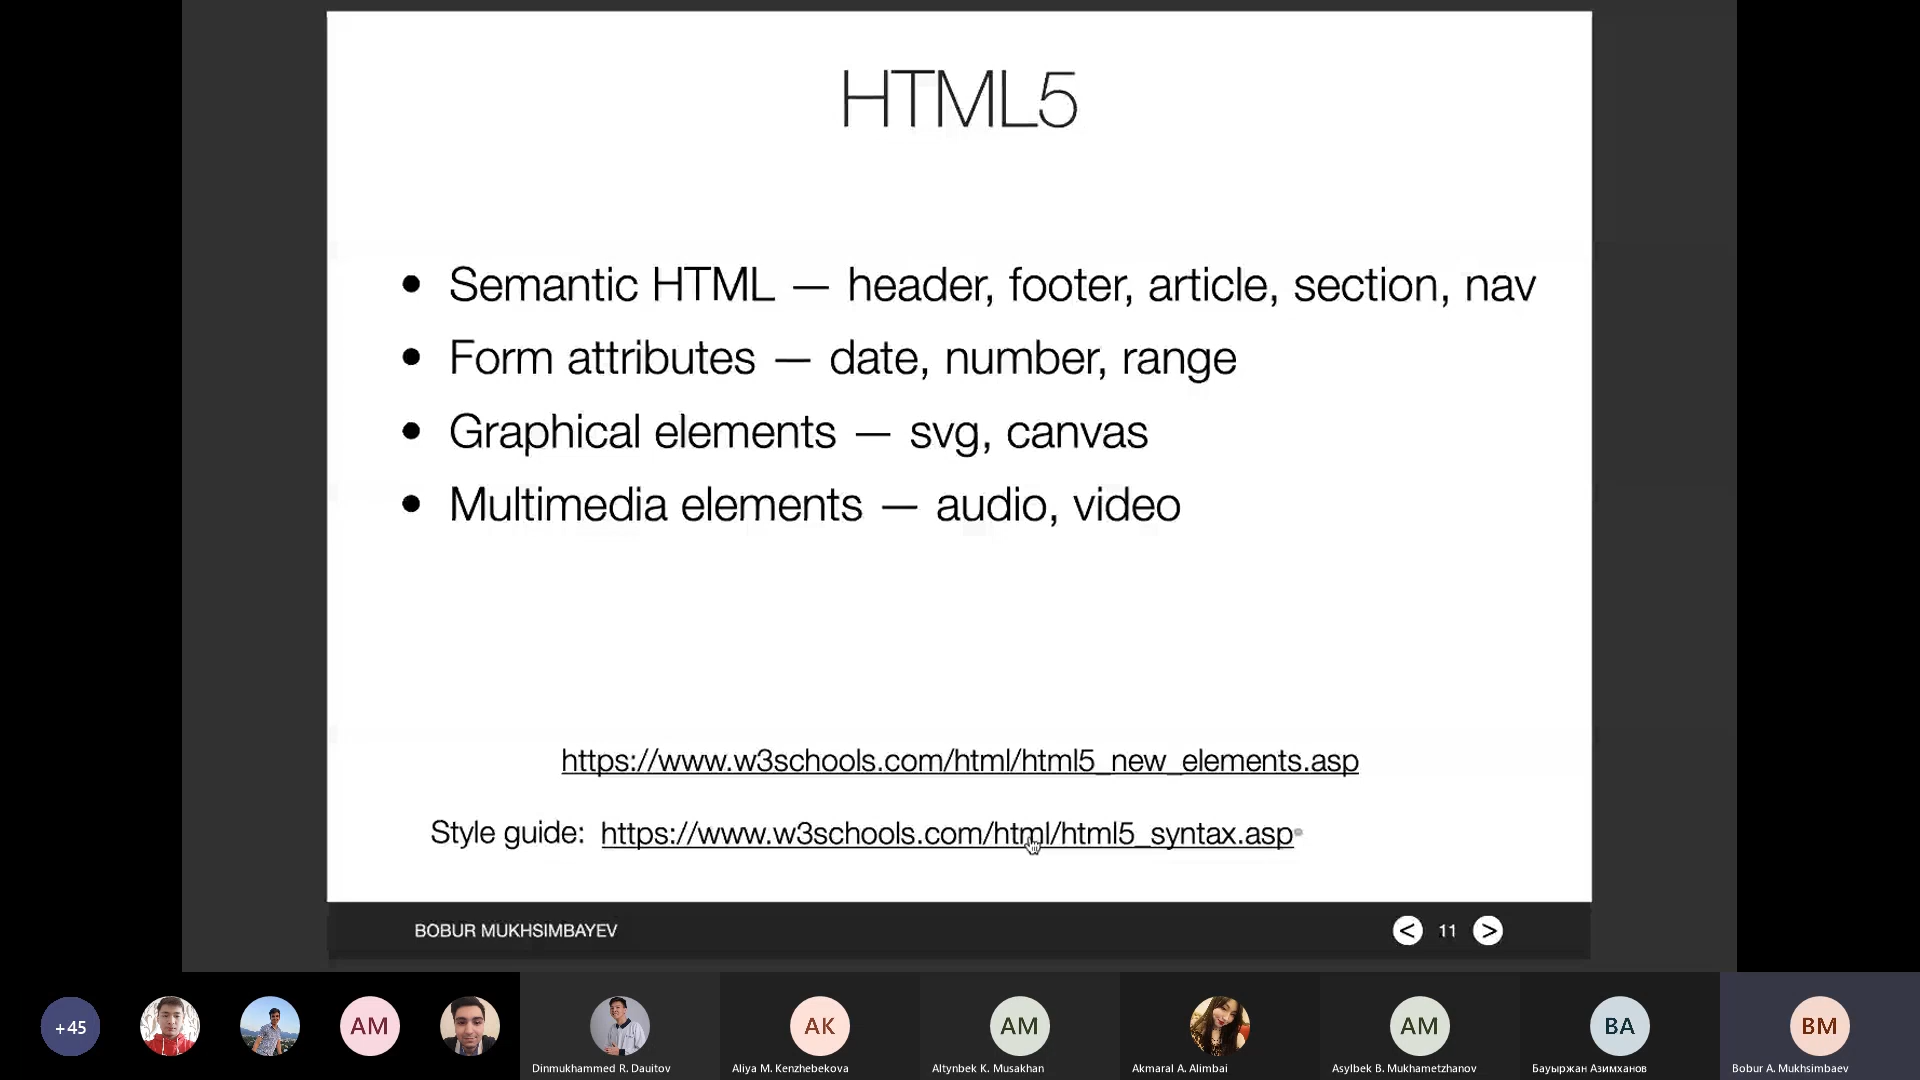 HTML5
• Semantic HTML — header, footer, article, section, nav
• Form attributes — date, number, range
• Graphical elements — svg, canvas
• Multimedia elements — audio, video
https://www.w3schools.com/html/html5_new_elements.asp
Style guide: https://www.w3schools.com/html/html5_syntax.asp
BOBUR MUKHSIMBAYEV
< 11 >
+45
AM
AK
AM
AM
BA
BM
Dinmukhammed R. Dauitov
Aliya M. Kenzhebekova
Altynbek K. Musakhan
Akmaral A. Alimbai
Asylbek B. Mukhametzhanov
Бауыржан Азимханов
Bobur A. Mukhsimbaev